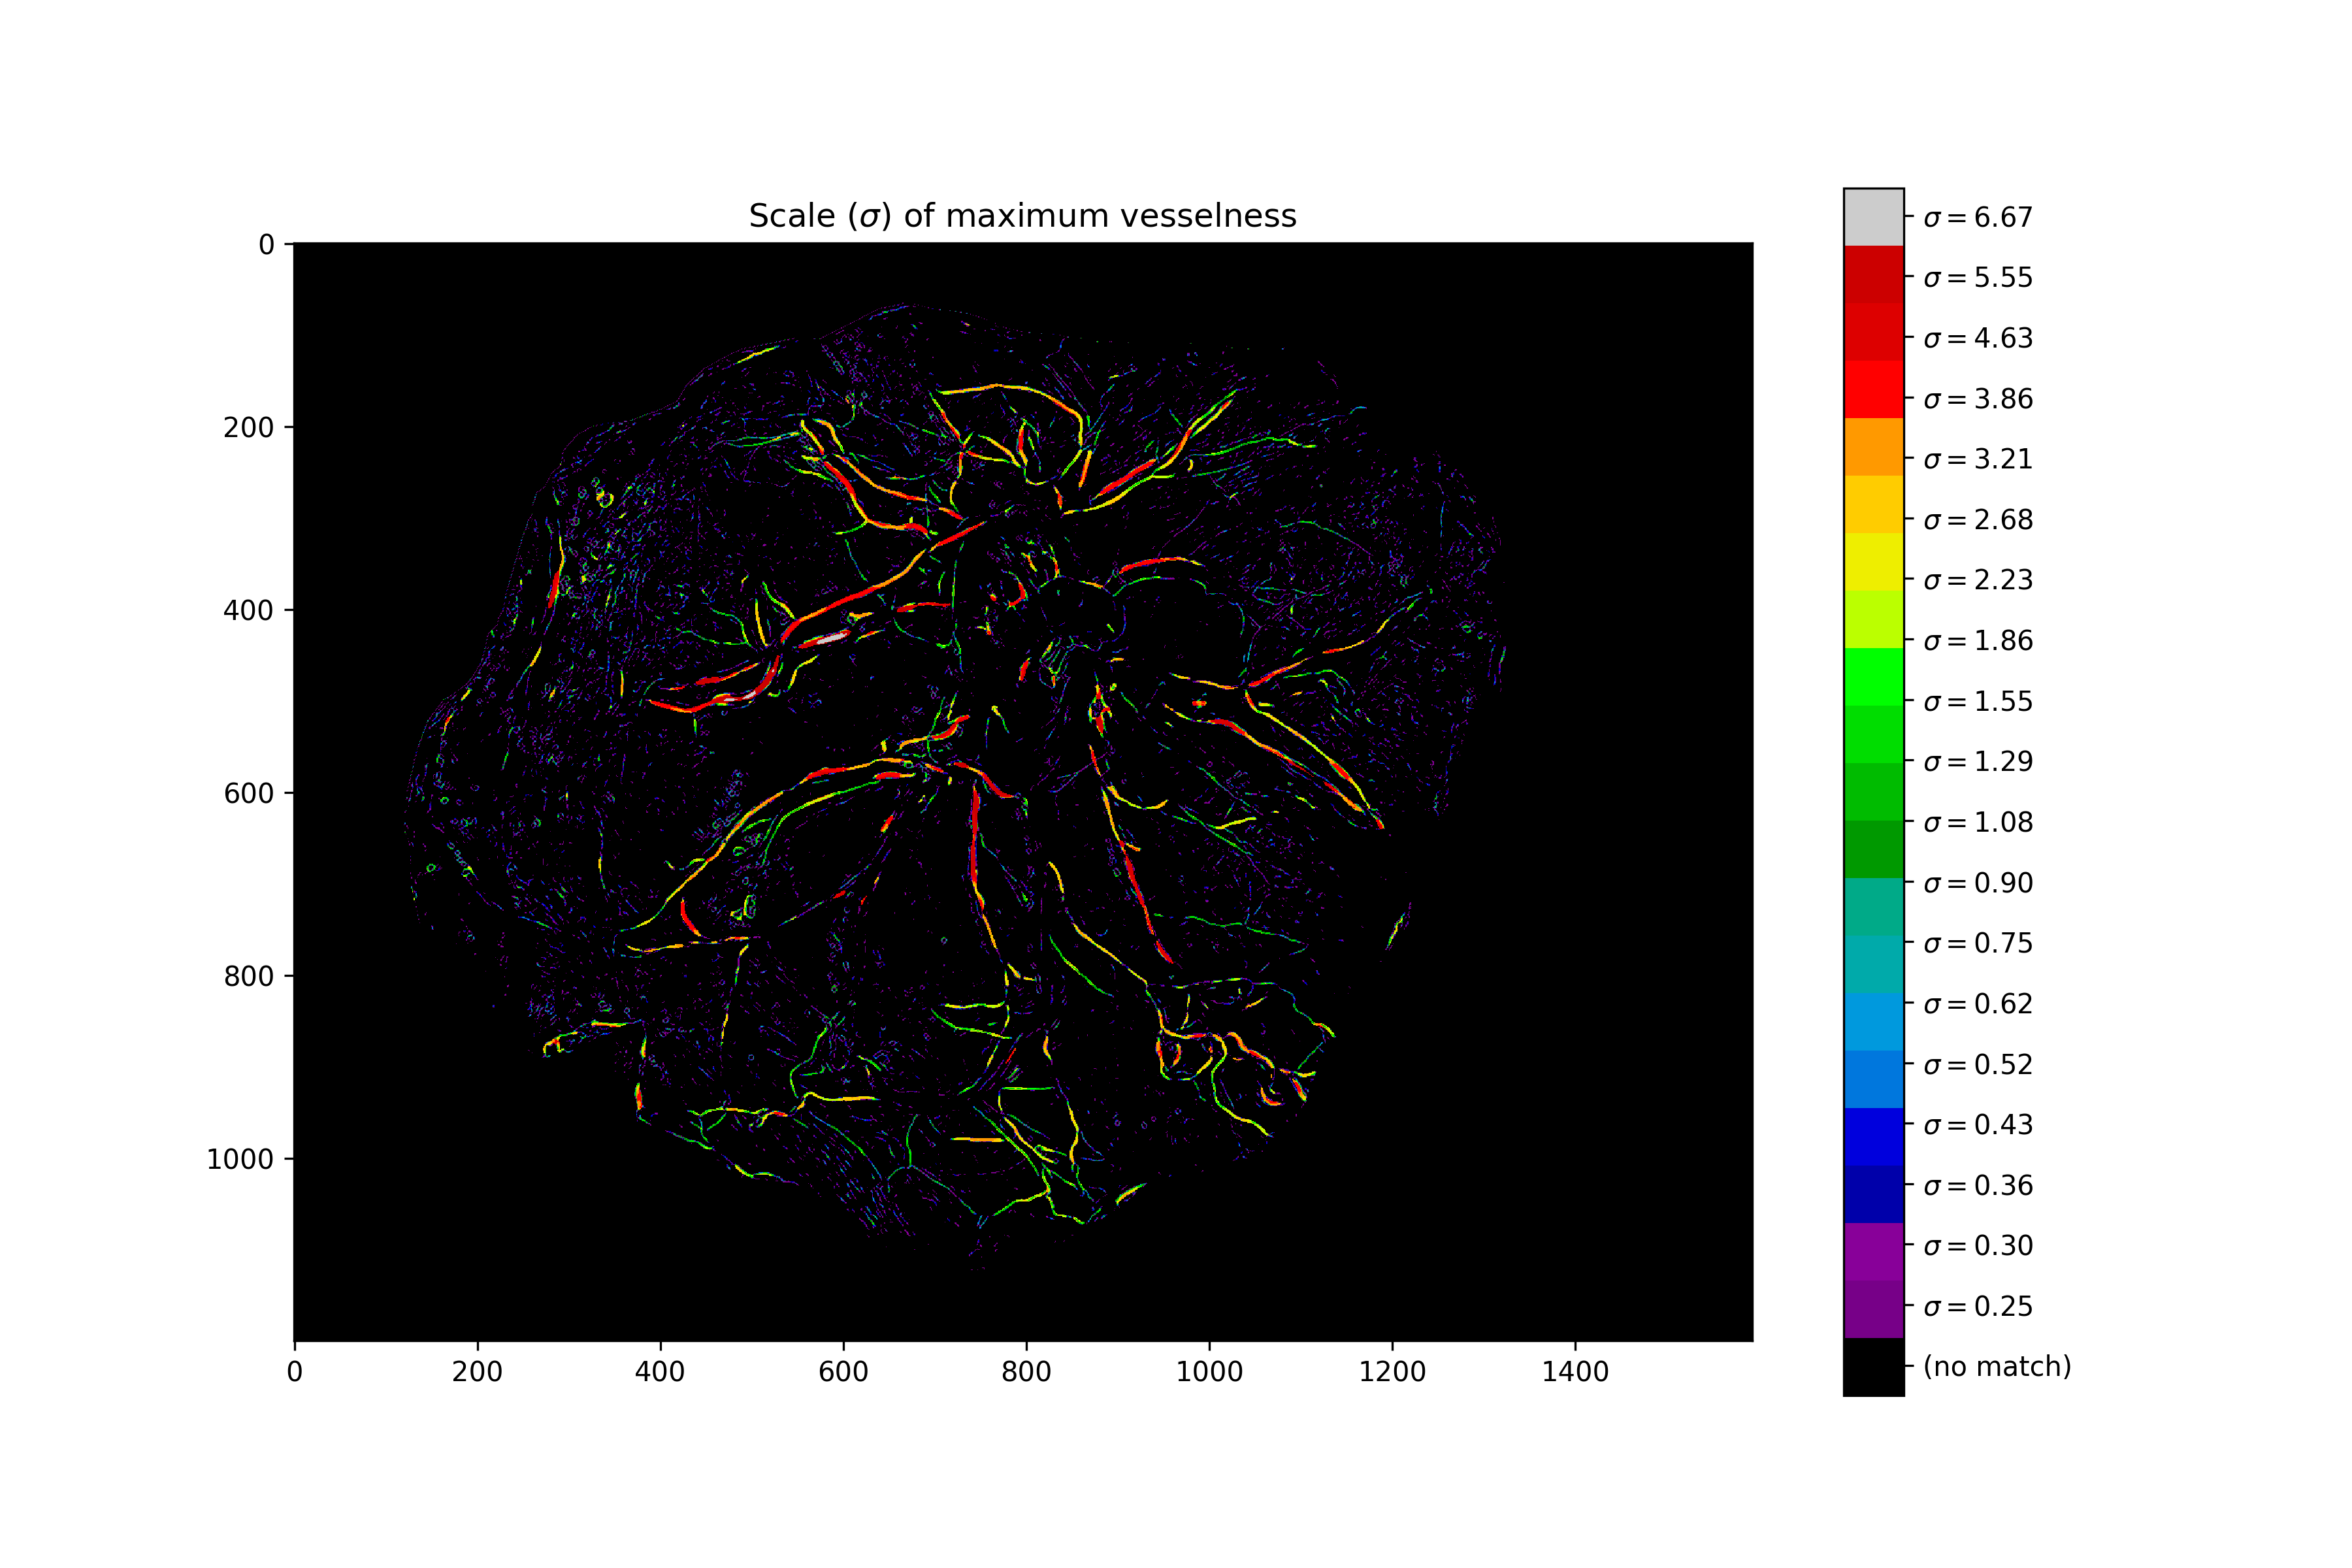 Scale (σ) of maximum vesselness
0
200
400
600
800
1000
0 200 400 600 800 1000 1200 1400
σ = 6.67
σ = 5.55
σ = 4.63
σ = 3.86
σ = 3.21
σ = 2.68
σ = 2.23
σ = 1.86
σ = 1.55
σ = 1.29
σ = 1.08
σ = 0.90
σ = 0.75
σ = 0.62
σ = 0.52
σ = 0.43
σ = 0.36
σ = 0.30
σ = 0.25
(no match)